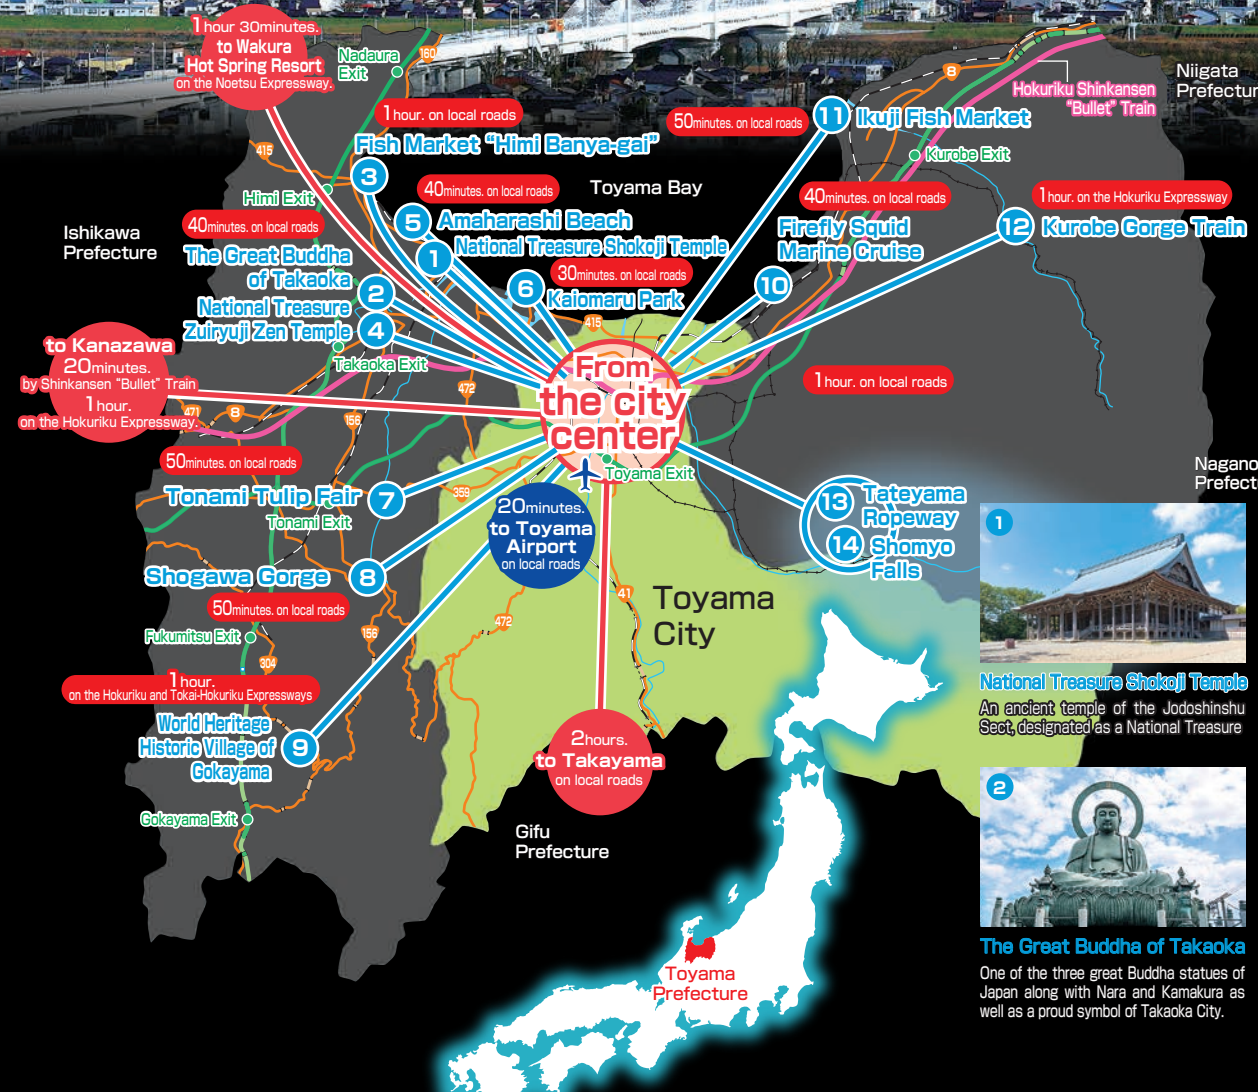 1hour 30minutes.
to Wakura
Hot Spring Resort
on the Noetsu Expressway.
Nadaura
Exit
160
8
Hokuriku Shinkansen
"Bullet" Train
Niigata
1hour. on local roads
Fish Market "Himi Banya-gai"
3
415
Himi Exit
50minutes. on local roads
11 Ikuji Fish Market
Kurobe Exit
40minutes. on local roads
5 Amaharashi Beach
Toyama Bay
National Treasure Shokoji Temple
1
30minutes. on local roads
6 Kaiomaru Park
415
40minutes. on local roads
Firefly Squid
Marine Cruise
10
1hour. on the Hokuriku Expressway
12 Kurobe Gorge Train
Ishikawa
Prefecture
40minutes. on local roads
The Great Buddha
of Takaoka
2
National Treasure
Zuiryuji Zen Temple 4
Takaoka Exit
to Kanazawa
20minutes.
by Shinkansen "Bullet" Train
1hour.
on the Hokuriku Expressway.
471
8
156
472
From
the city
center
Toyama Exit
1hour. on local roads
13 Tateyama
Ropeway
14 Shomyo
Falls
50minutes. on local roads
Tonami Tulip Fair 7
Tonami Exit
359
20minutes.
to Toyama
Airport
on local roads
Shogawa Gorge 8
50minutes. on local roads
Fukumitsu Exit
304
156
472
41
Toyama
City
1hour.
on the Hokuriku and Tokai-Hokuriku Expressways
World Heritage
Historic Village of
Gokayama
9
Gokayama Exit
2hours.
to Takayama
on local roads
Gifu
Prefecture
Toyama
Prefecture
Nagano
1
National Treasure Shokoji Temple
An ancient temple of the Jodoshinshu
Sect, designated as a National Treasure
2
The Great Buddha of Takaoka
One of the three great Buddha statues of
Japan along with Nara and Kamakura as
well as a proud symbol of Takaoka City.